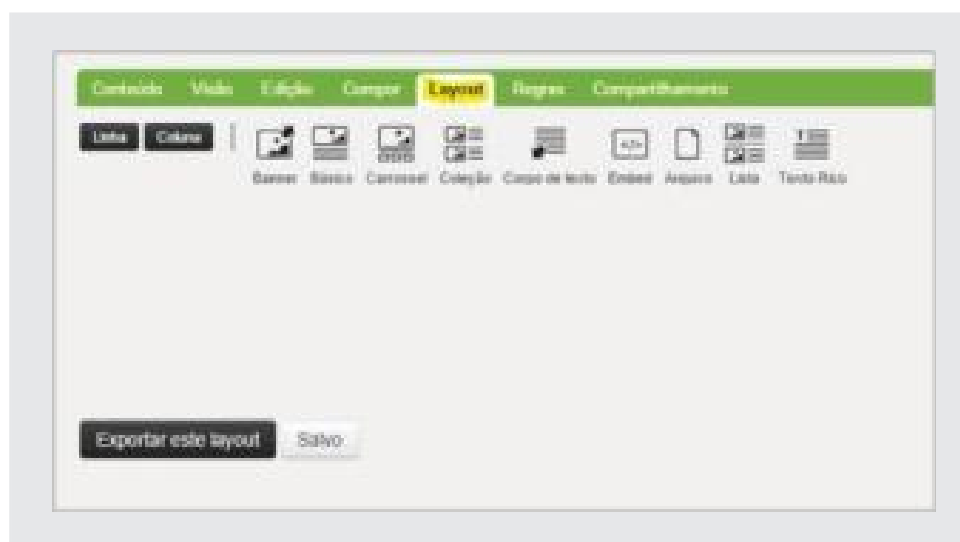 Conteúdo Visão Edição Compor Layout Regras Compartilhamento
Linha Coluna
Banner Básico Carrossel Coleção Corpo de texto Embed Arquivo Lista Texto Rico
Exportar este layout Salvo